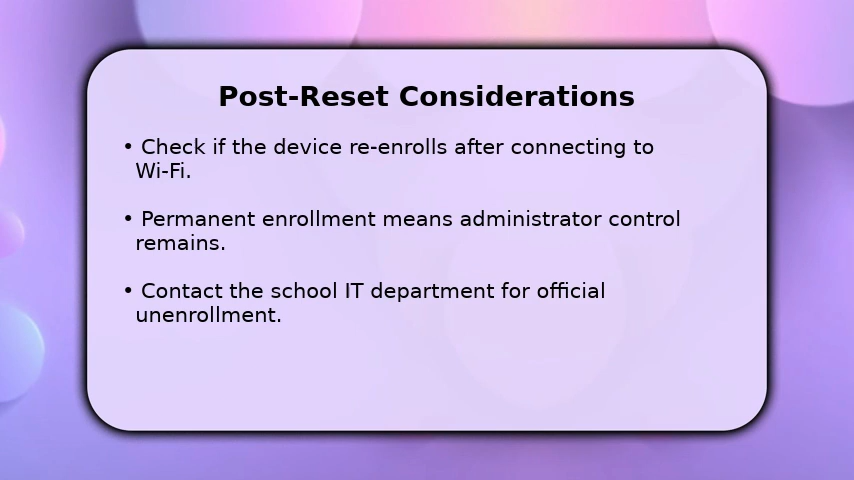 Post-Reset Considerations
• Check if the device re-enrolls after connecting to
Wi-Fi.
• Permanent enrollment means administrator control
remains.
• Contact the school IT department for official
unenrollment.